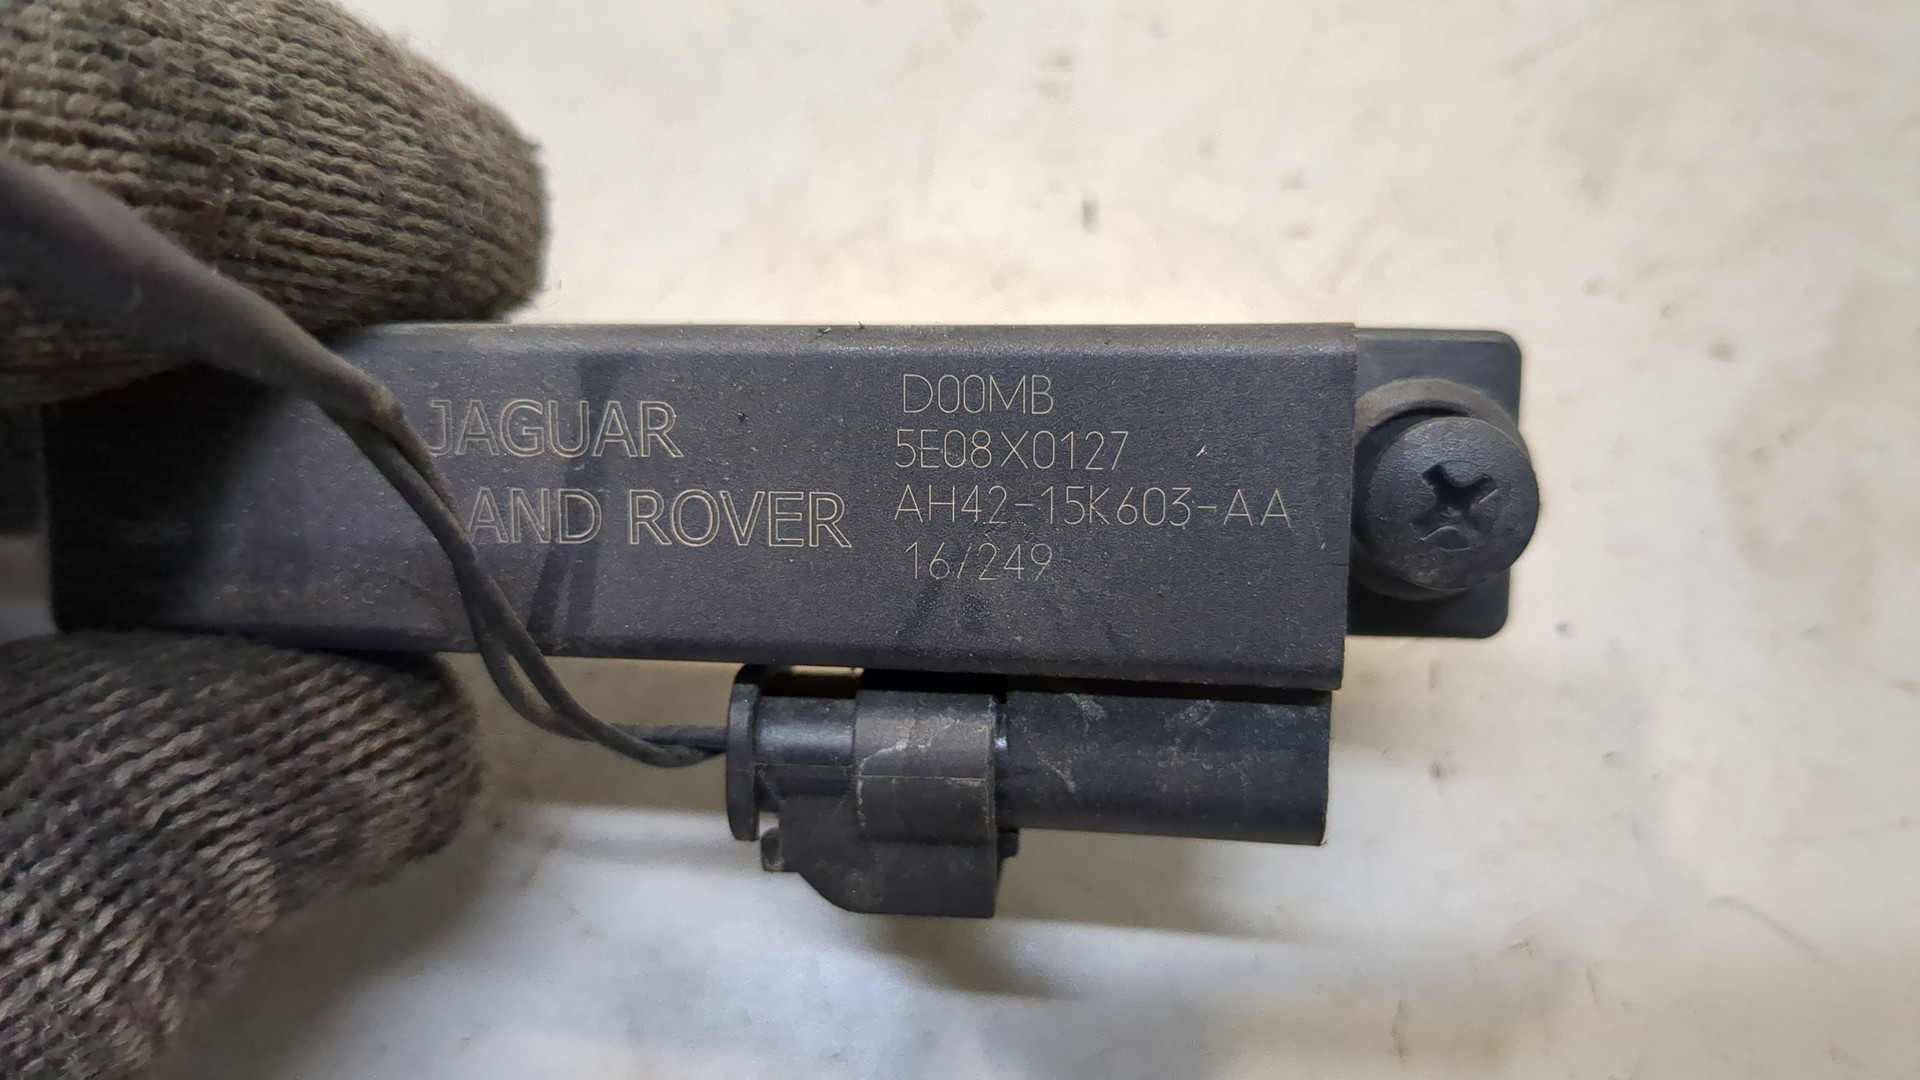 JAGUAR
AND ROVER
D00MB
5E08X0127
AH42-15K603-AA
16/249